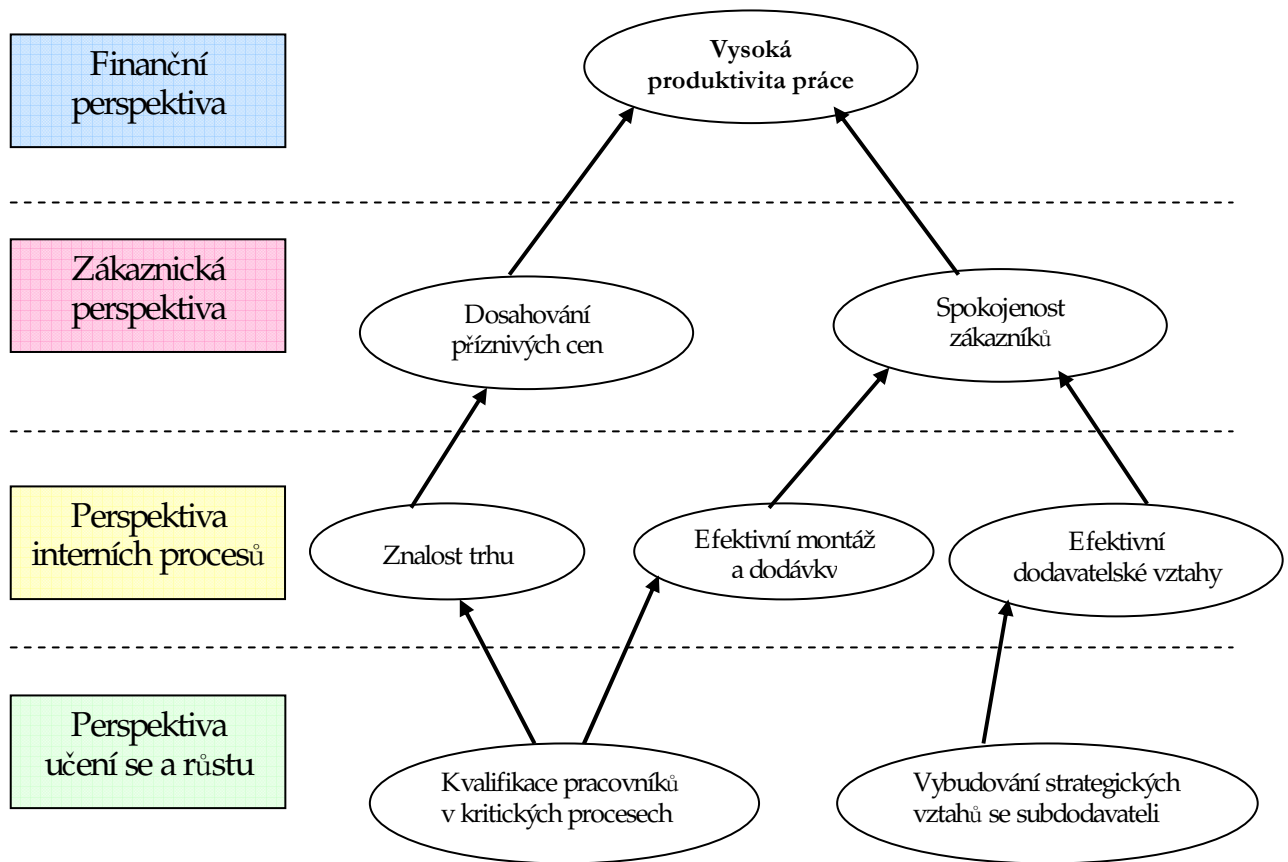 Finanční
perspektiva
Vysoká
produktivita práce
Zákaznická
perspektiva
Dosahování
příznivých cen
Spokojenost
zákazníků
Perspektiva
interních procesů
Znalost trhu
Efektivní montáž
a dodávky
Efektivní
dodavatelské vztahy
Perspektiva
učení se a růstu
Kvalifikace pracovníků
v kritických procesech
Vybudování strategických
vztahů se subdodavateli